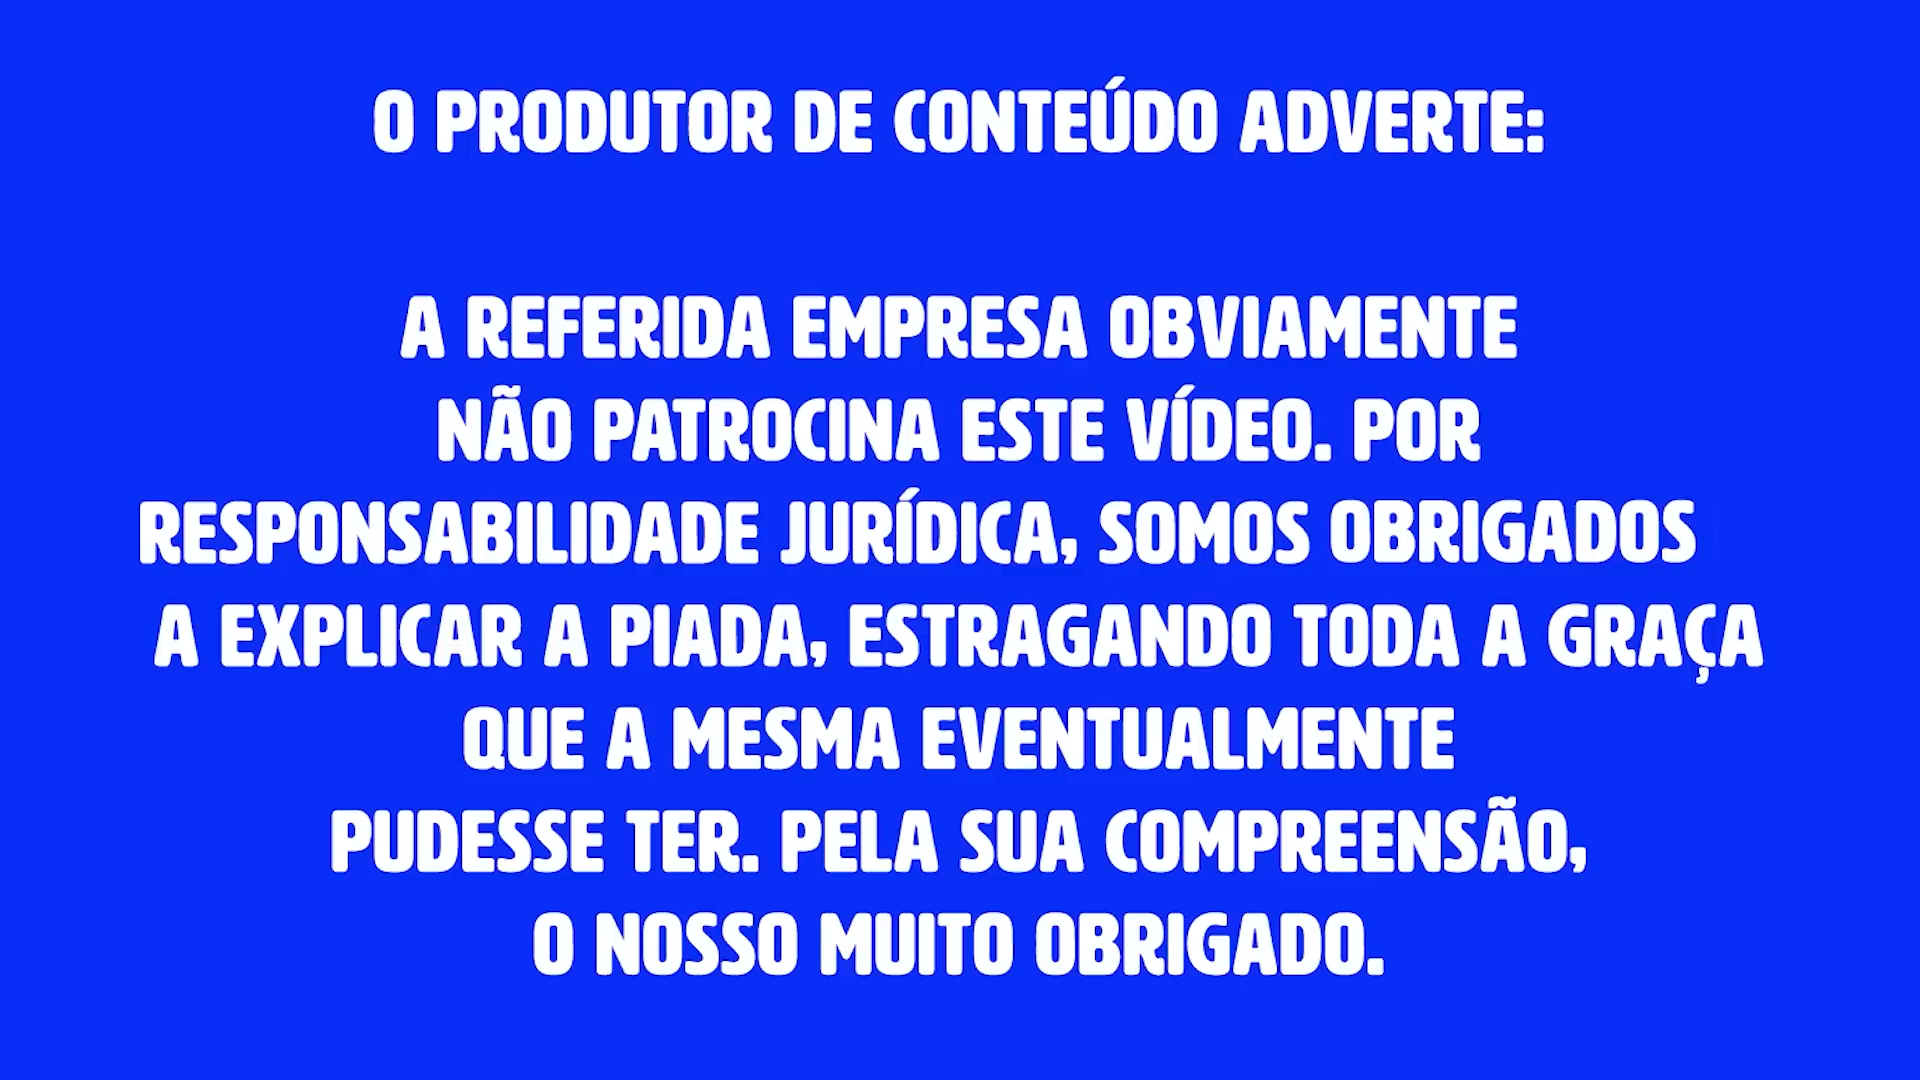 O PRODUTOR DE CONTEÚDO ADVERTE:
A REFERIDA EMPRESA OBVIAMENTE
NÃO PATROCINA ESTE VÍDEO. POR
RESPONSABILIDADE JURÍDICA, SOMOS OBRIGADOS
A EXPLICAR A PIADA, ESTRAGANDO TODA A GRAÇA
QUE A MESMA EVENTUALMENTE
PUDESSE TER. PELA SUA COMPREENSÃO,
O NOSSO MUITO OBRIGADO.